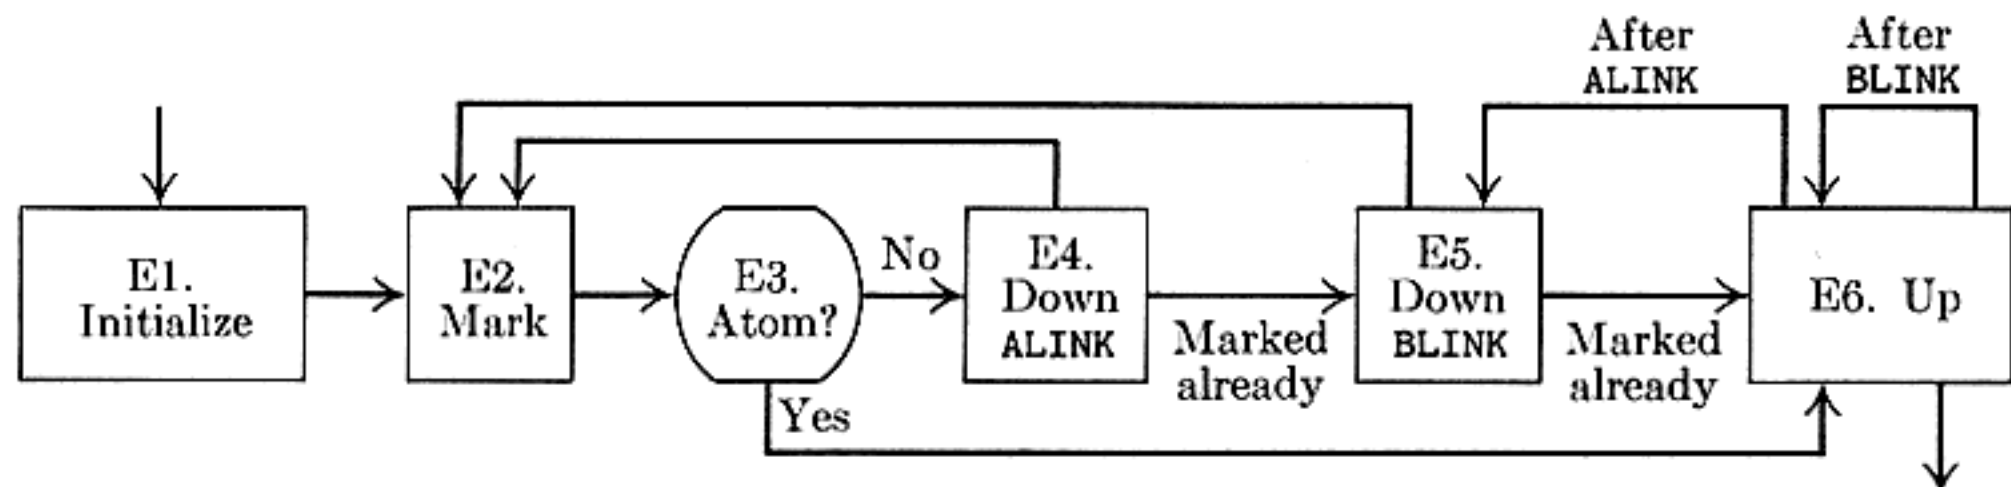 After
ALINK
After
BLINK
E1.
Initialize
E2.
Mark
E3.
Atom?
No
E4.
Down
ALINK
Marked
already
E5.
Down
BLINK
Marked
already
E6. Up
Yes